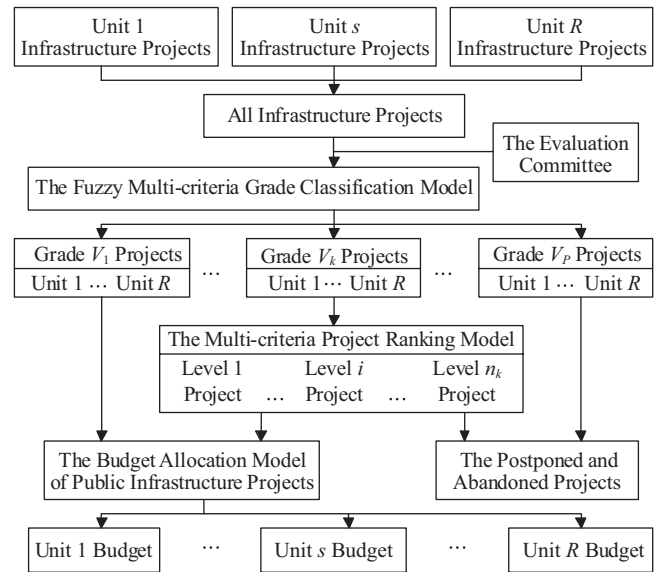 Unit 1
Infrastructure Projects
Unit s
Infrastructure Projects
Unit R
Infrastructure Projects
All Infrastructure Projects
The Evaluation
Committee
The Fuzzy Multi-criteria Grade Classification Model
Grade V1 Projects
Unit 1 ... Unit R
...
Grade Vk Projects
Unit 1... Unit R
...
Grade VP Projects
Unit 1 ... Unit R
The Multi-criteria Project Ranking Model
Level 1 Level i Level nk
Project ... Project ... Project
The Budget Allocation Model
of Public Infrastructure Projects
The Postponed and
Abandoned Projects
Unit 1 Budget ... Unit s Budget ... Unit R Budget